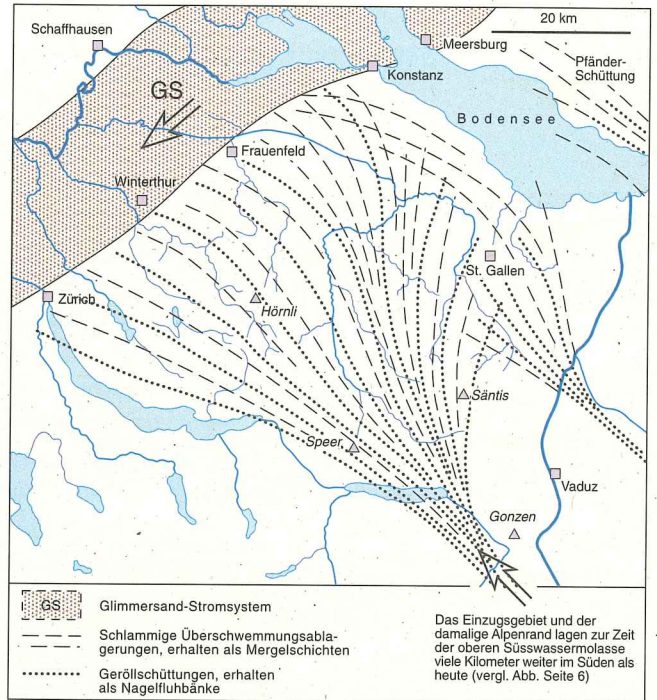 20 km
Schaffhausen
Meersburg
Pfänder-
Schüttung
Konstanz
GS
Bodensee
Frauenfeld
Winterthur
St. Gallen
Zürich
Hörnli
Säntis
Speer
Vaduz
Gonzen
GS
Glimmersand-Stromsystem
Schlammige Überschwemmungsabla-
gerungen, erhalten als Mergelschichten
Geröllschüttungen, erhalten
als Nagelfluhbänke
Das Einzugsgebiet und der
damalige Alpenrand lagen zur Zeit
der oberen Süsswassermolasse
viele Kilometer weiter im Süden als
heute (vergl. Abb. Seite 6)